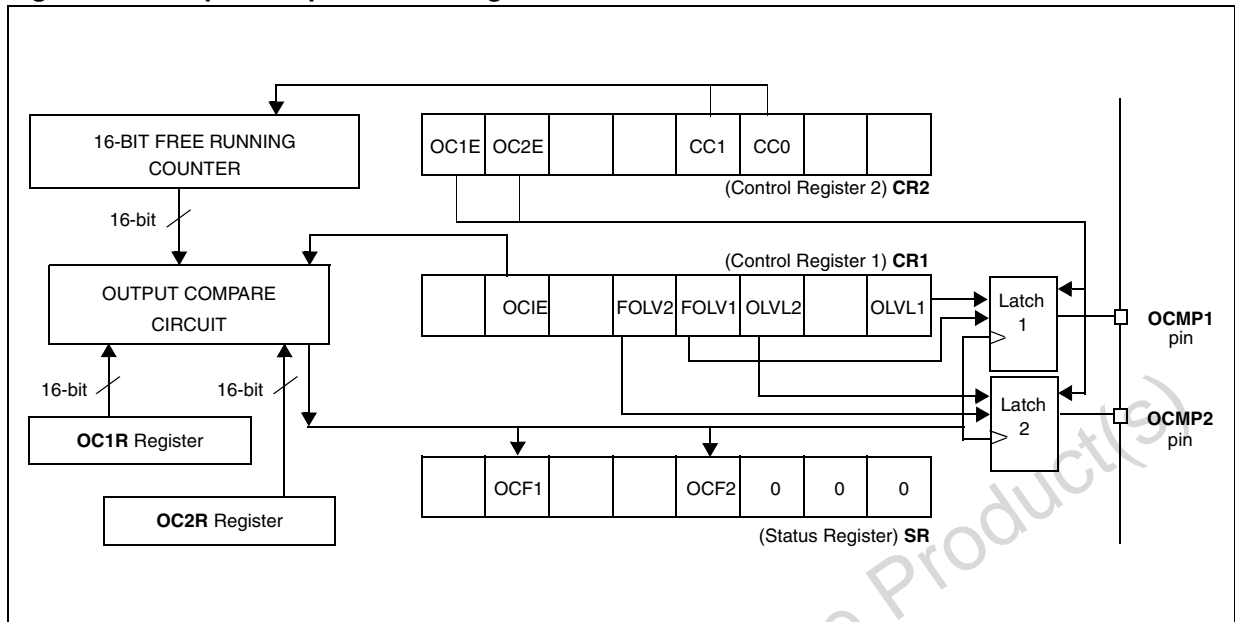 16-BIT FREE RUNNING
COUNTER
OC1E OC2E CC1 CC0
(Control Register 2) CR2
16-bit
(Control Register 1) CR1
OUTPUT COMPARE
CIRCUIT
OCIE FOLV2 FOLV1 OLVL2 OLVL1
Latch
1
OCMP1
pin
16-bit
16-bit
Latch
2
OCMP2
pin
OC1R Register
OCF1 OCF2 0 0 0
OC2R Register
(Status Register) SR
Product(s)